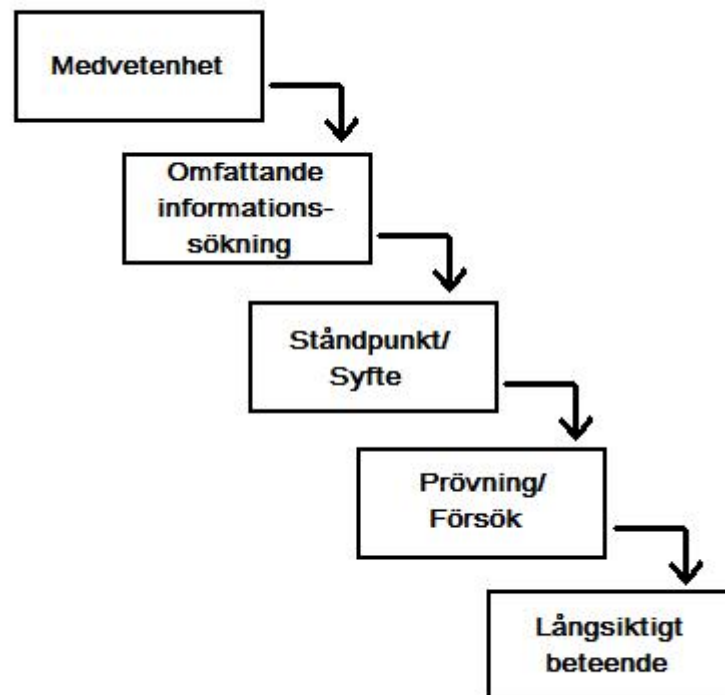 Medvetenhet
Omfattande
informations-
sökning
Ståndpunkt/
Syfte
Prövning/
Försök
Långsiktigt
beteende